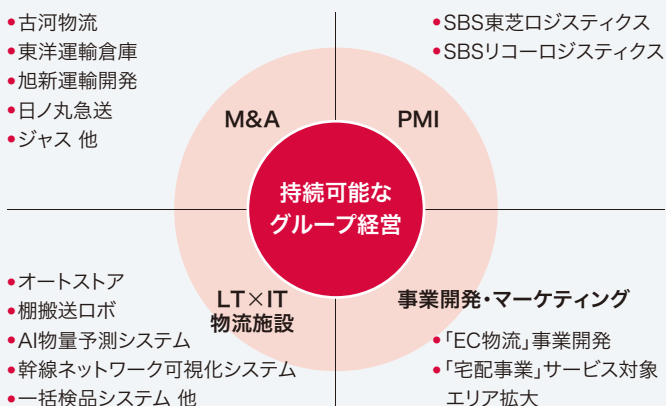 •古河物流
•東洋運輸倉庫
•旭新運輸開発
•日ノ丸急送
•ジャス 他
M&A
•SBS東芝ロジスティクス
•SBSリコーロジスティクス
PMI
持続可能な
グループ経営
LT×IT
物流施設
•オートストア
•棚搬送ロボ
•AI物量予測システム
•幹線ネットワーク可視化システム
•一括検品システム 他
事業開発・マーケティング
•「EC物流」事業開発
•「宅配事業」サービス対象
エリア拡大